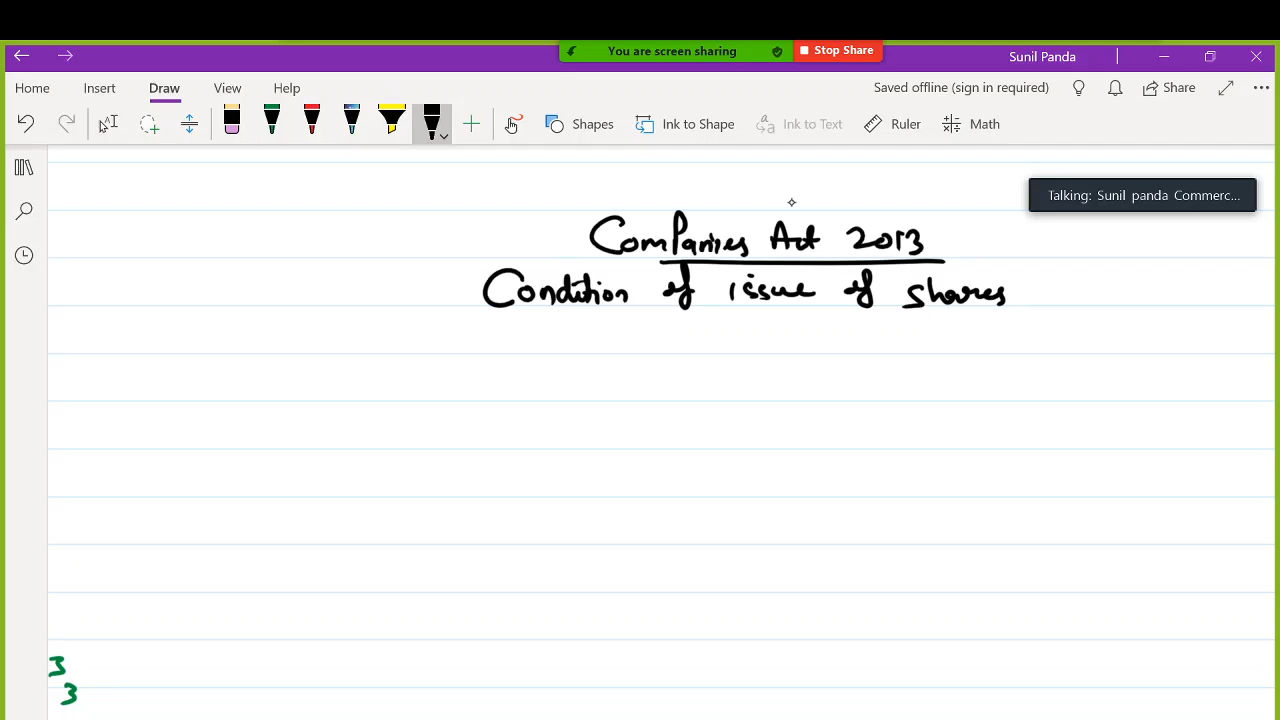 You are screen sharing
Stop Share
Sunil Panda
Home Insert Draw View Help
Saved offline (sign in required)
Share
Shapes
Ink to Shape
Ink to Text
Ruler
Math
Talking: Sunil panda Commerc...
Companies Act 2013
Condition of issue of shares
3
3